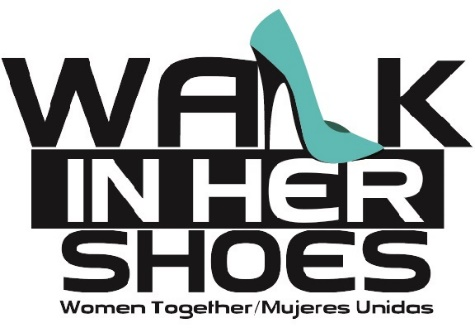 WALK
IN HER
SHOES
Women Together/Mujeres Unidas